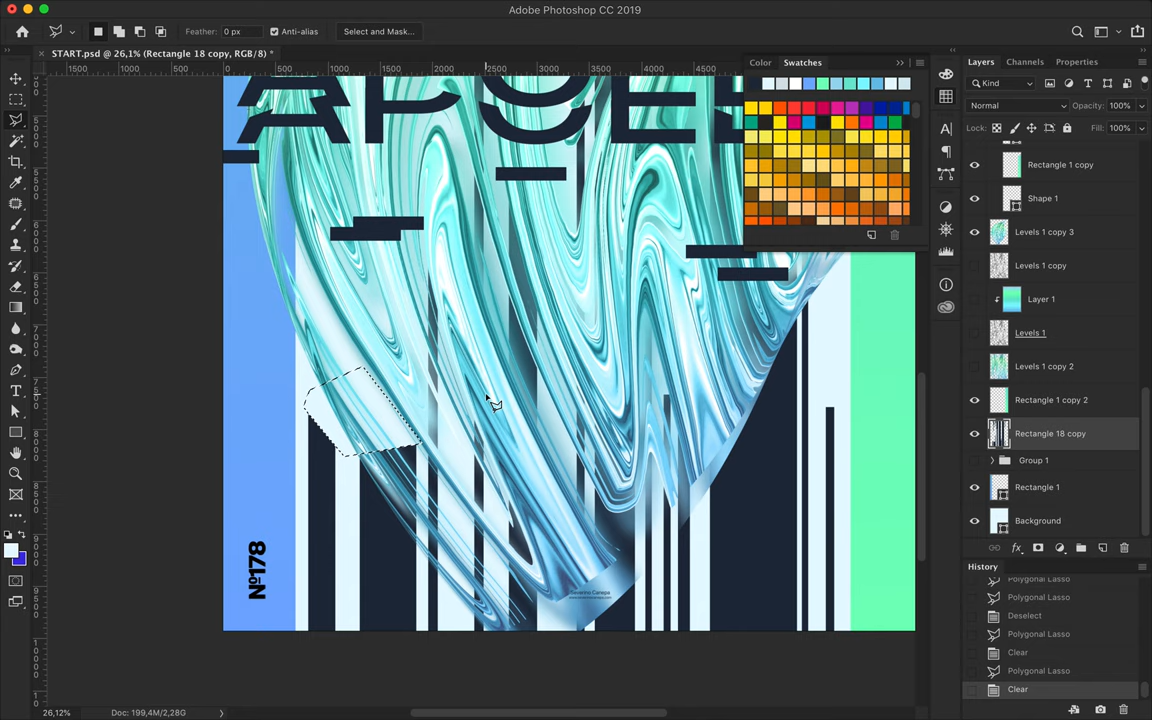 Adobe Photoshop CC 2019
Feather: 0 px
Anti-alias
Select and Mask...
START.psd @ 26,1% (Rectangle 18 copy, RGB/8) *
1500
1000
500
0
500
1000
1500
2000
2500
3000
3500
4000
4500
Color
Swatches
Layers
Channels
Properties
Kind
Normal
Opacity: 100%
Lock:
Fill: 100%
Rectangle 1 copy
Shape 1
Levels 1 copy 3
Levels 1 copy
Layer 1
Levels 1
Levels 1 copy 2
Rectangle 1 copy 2
Rectangle 18 copy
Group 1
Rectangle 1
Background
fx
History
Polygonal Lasso
Polygonal Lasso
Deselect
Polygonal Lasso
Clear
Polygonal Lasso
Clear
Nº178
26,12%
Doc: 199,4M/2,28G